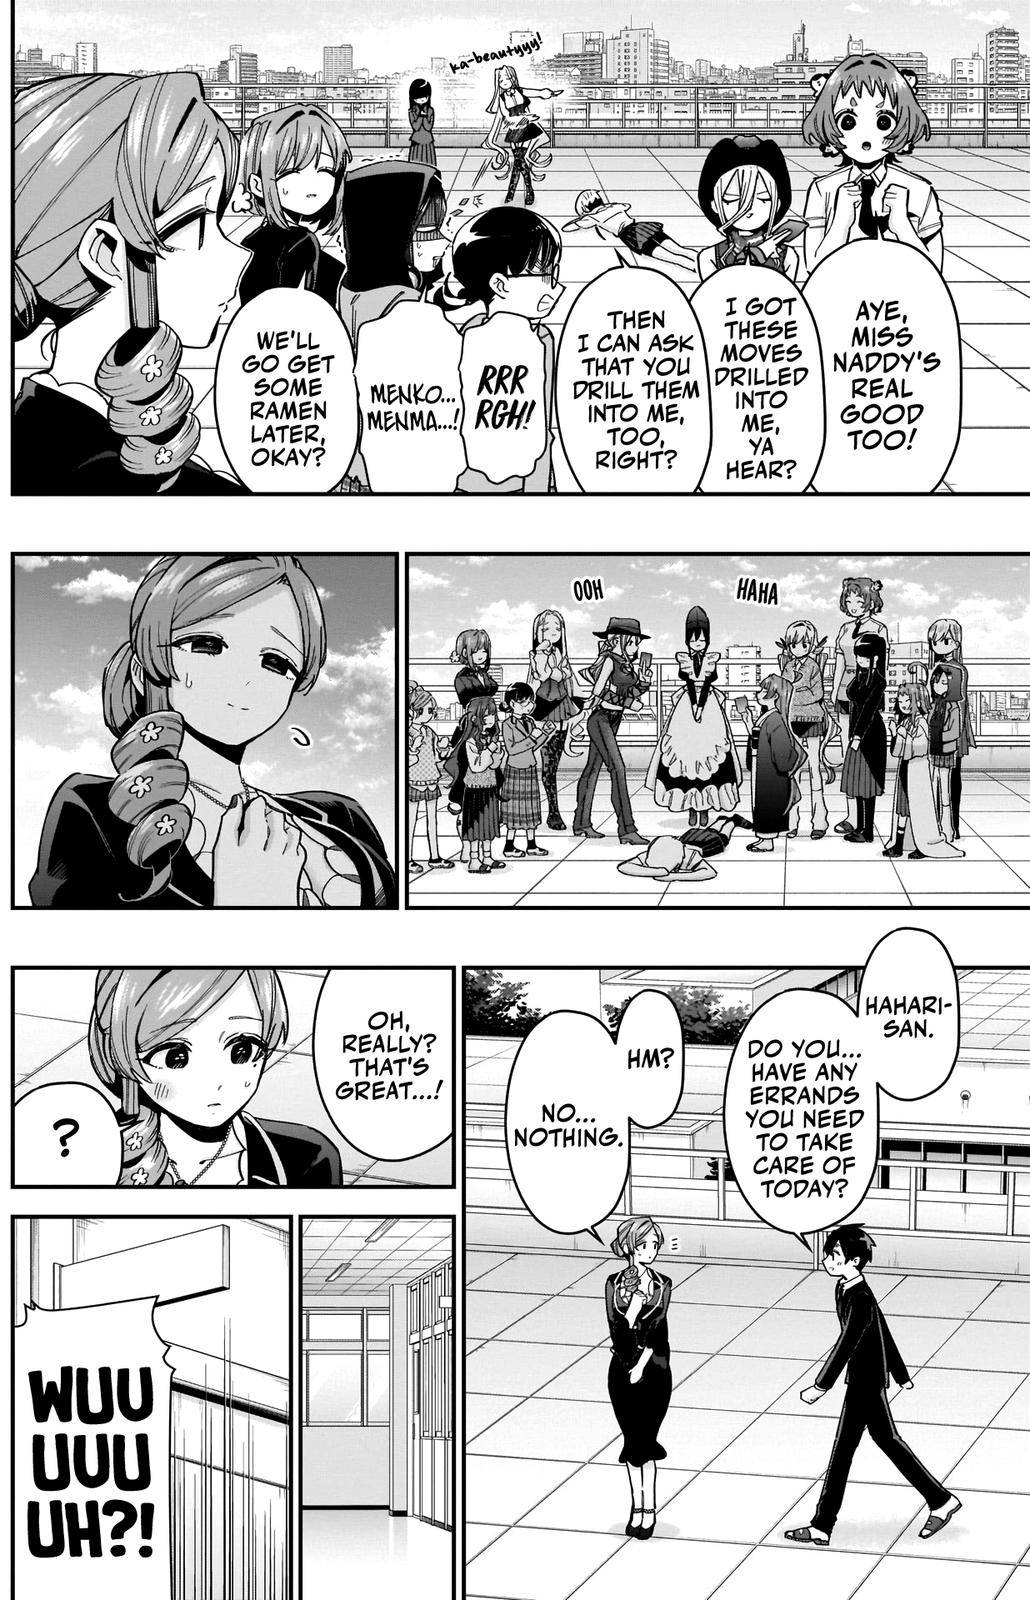 ka-beautyyy!
AYE,
MISS
NADDY'S
REAL
GOOD
TOO!
I GOT
THESE
MOVES
DRILLED
INTO
ME,
YA
HEAR?
THEN
I CAN ASK
THAT YOU
DRILL THEM
INTO ME,
TOO,
RIGHT?
RRR
RGH!
MENKO...
MENMA...!
WE'LL
GO GET
SOME
RAMEN
LATER,
OKAY?
HAHA
OOH
HAHARI-
SAN.
DO YOU...
HAVE ANY
ERRANDS
YOU NEED
TO TAKE
CARE OF
TODAY?
HM?
NO...
NOTHING.
OH,
REALLY?
THAT'S
GREAT...!
?
WUU
UUU
UH?!